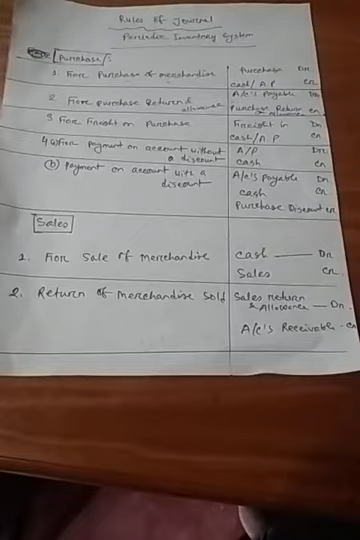 Rules of Journal
Periodic Inventory System
Purchase/:
1. For Purchase of merchandise
Purchase Dr.
Cash/A.P Cr.
2. For purchase Return &
allowance
A/c's Payable Dr.
Purchase Return
& allowance Cr.
3 For Freight on Purchase
Freight in Dr.
Cash/A.P Cr.
4 (a) For payment on account without
a discount
A/P Dr.
Cash Cr.
(b) Payment on account with a
discount
A/c's Payable Dr.
Cash Cr.
Purchase Discount Cr.
Sales
1. For Sale of Merchandise
Cash — Dr.
Sales Cr.
2. Return of Merchandise Sold
Sales return
& Allowance — Dr.
A/c's Receivable - Cr